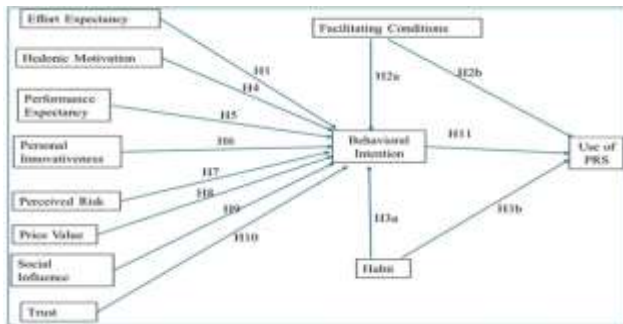 Effort Expectancy
Facilitating Conditions
Hedonic Motivation
H1
H4
H2a
H2b
Performance
Expectancy
H5
Personal
Innovativeness
H6
Behavioral
Intention
H11
Use of
PRS
H7
Perceived Risk
H8
Price Value
H9
H3a
H3b
H10
Social
Influence
Habit
Trust